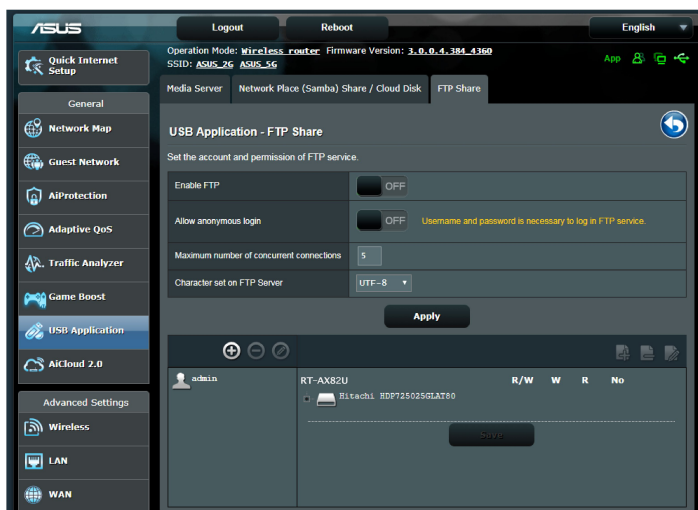 ASUS
Logout
Reboot
English
Quick Internet Setup
Operation Mode: Wireless router Firmware Version: 3.0.0.4.384_4360
SSID: ASUS_2G ASUS_5G
App
Media Server
Network Place (Samba) Share / Cloud Disk
FTP Share
General
Network Map
Guest Network
AiProtection
Adaptive QoS
Traffic Analyzer
Game Boost
USB Application
AiCloud 2.0
Advanced Settings
Wireless
LAN
WAN
USB Application - FTP Share
Set the account and permission of FTP service.
Enable FTP
OFF
Allow anonymous login
OFF
Username and password is necessary to log in FTP service.
Maximum number of concurrent connections
5
Character set on FTP Server
UTF-8
Apply
admin
RT-AX82U
R/W W R No
Hitachi HDP725025GLAT80
Save